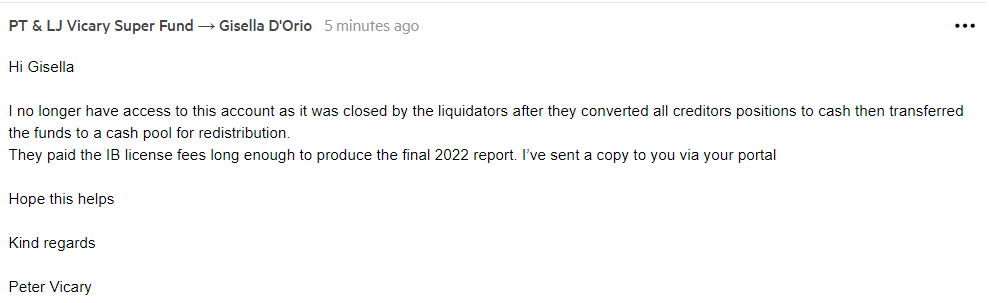 PT & LJ Vicary Super Fund → Gisella D'Orio 5 minutes ago
Hi Gisella
I no longer have access to this account as it was closed by the liquidators after they converted all creditors positions to cash then transferred
the funds to a cash pool for redistribution.
They paid the IB license fees long enough to produce the final 2022 report. I’ve sent a copy to you via your portal
Hope this helps
Kind regards
Peter Vicary